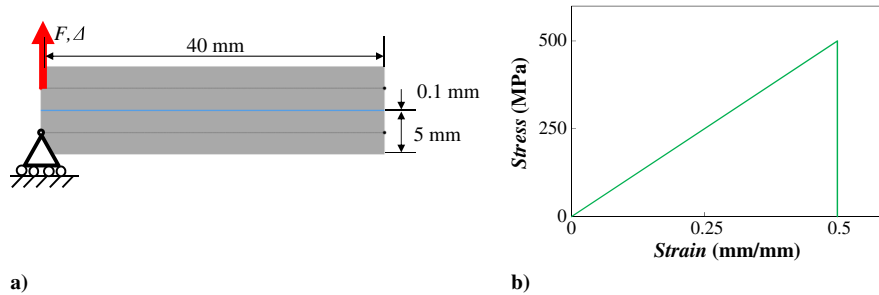 F, Δ
40 mm
0.1 mm
5 mm
a)
Stress (MPa)
500
250
0
0
0.25
0.5
Strain (mm/mm)
b)